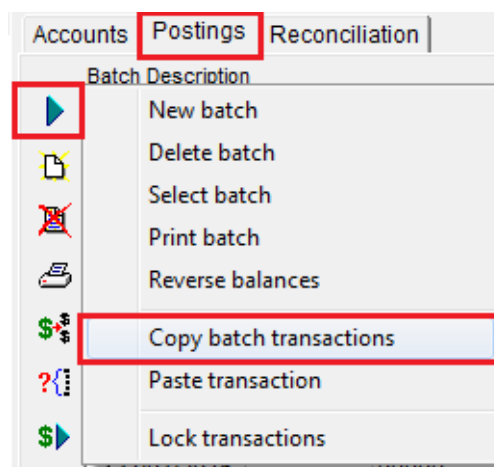 Accounts Postings Reconciliation
Batch Description
New batch
Delete batch
Select batch
Print batch
Reverse balances
Copy batch transactions
Paste transaction
Lock transactions